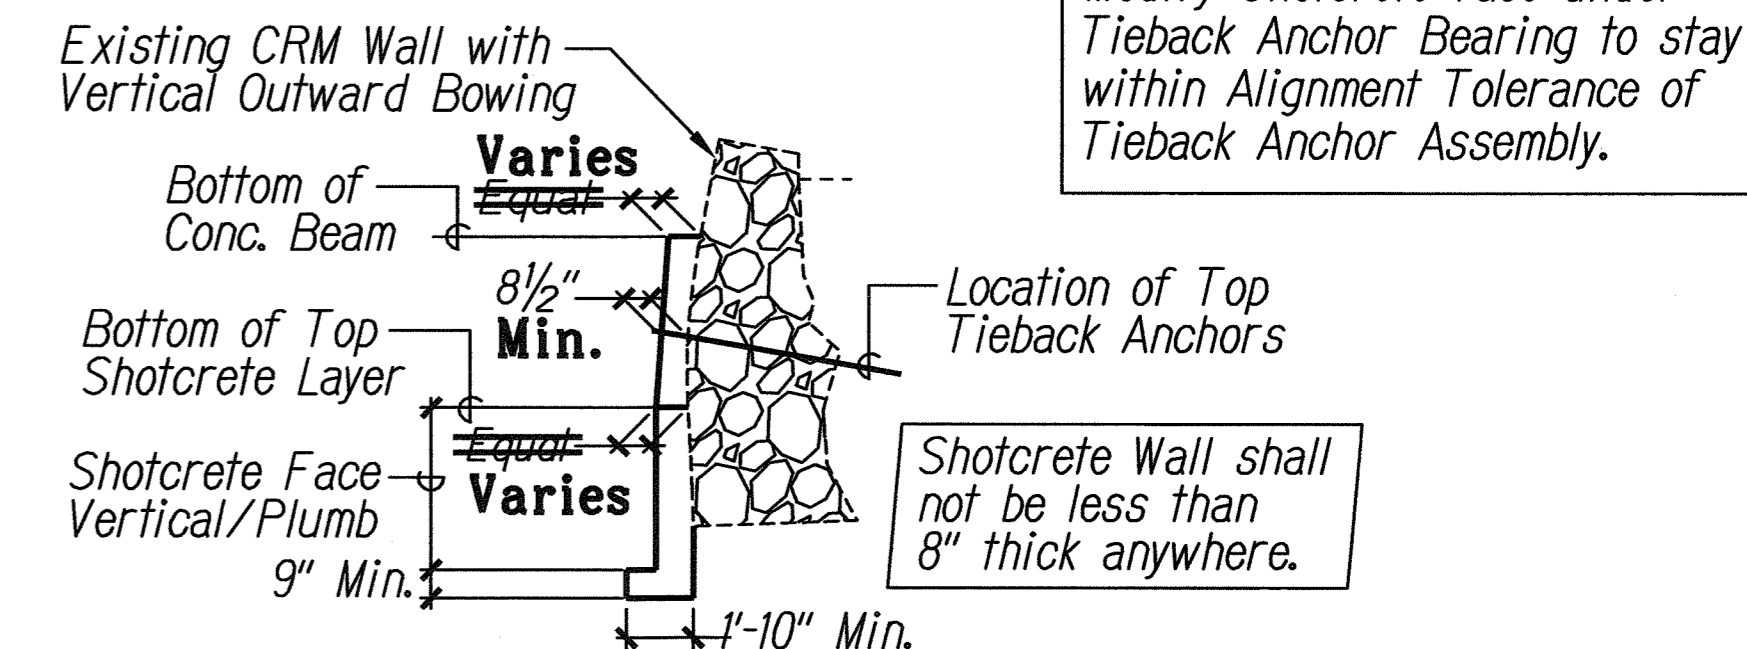 Existing CRM Wall with
Vertical Outward Bowing
Tieback Anchor Bearing to stay
within Alignment Tolerance of
Tieback Anchor Assembly.
Varies
Equal
Bottom of
Conc. Beam
8½"
Min.
Location of Top
Tieback Anchors
Bottom of Top
Shotcrete Layer
Equal
Varies
Shotcrete Face
Vertical/Plumb
Shotcrete Wall shall
not be less than
8" thick anywhere.
9" Min.
1'-10" Min.